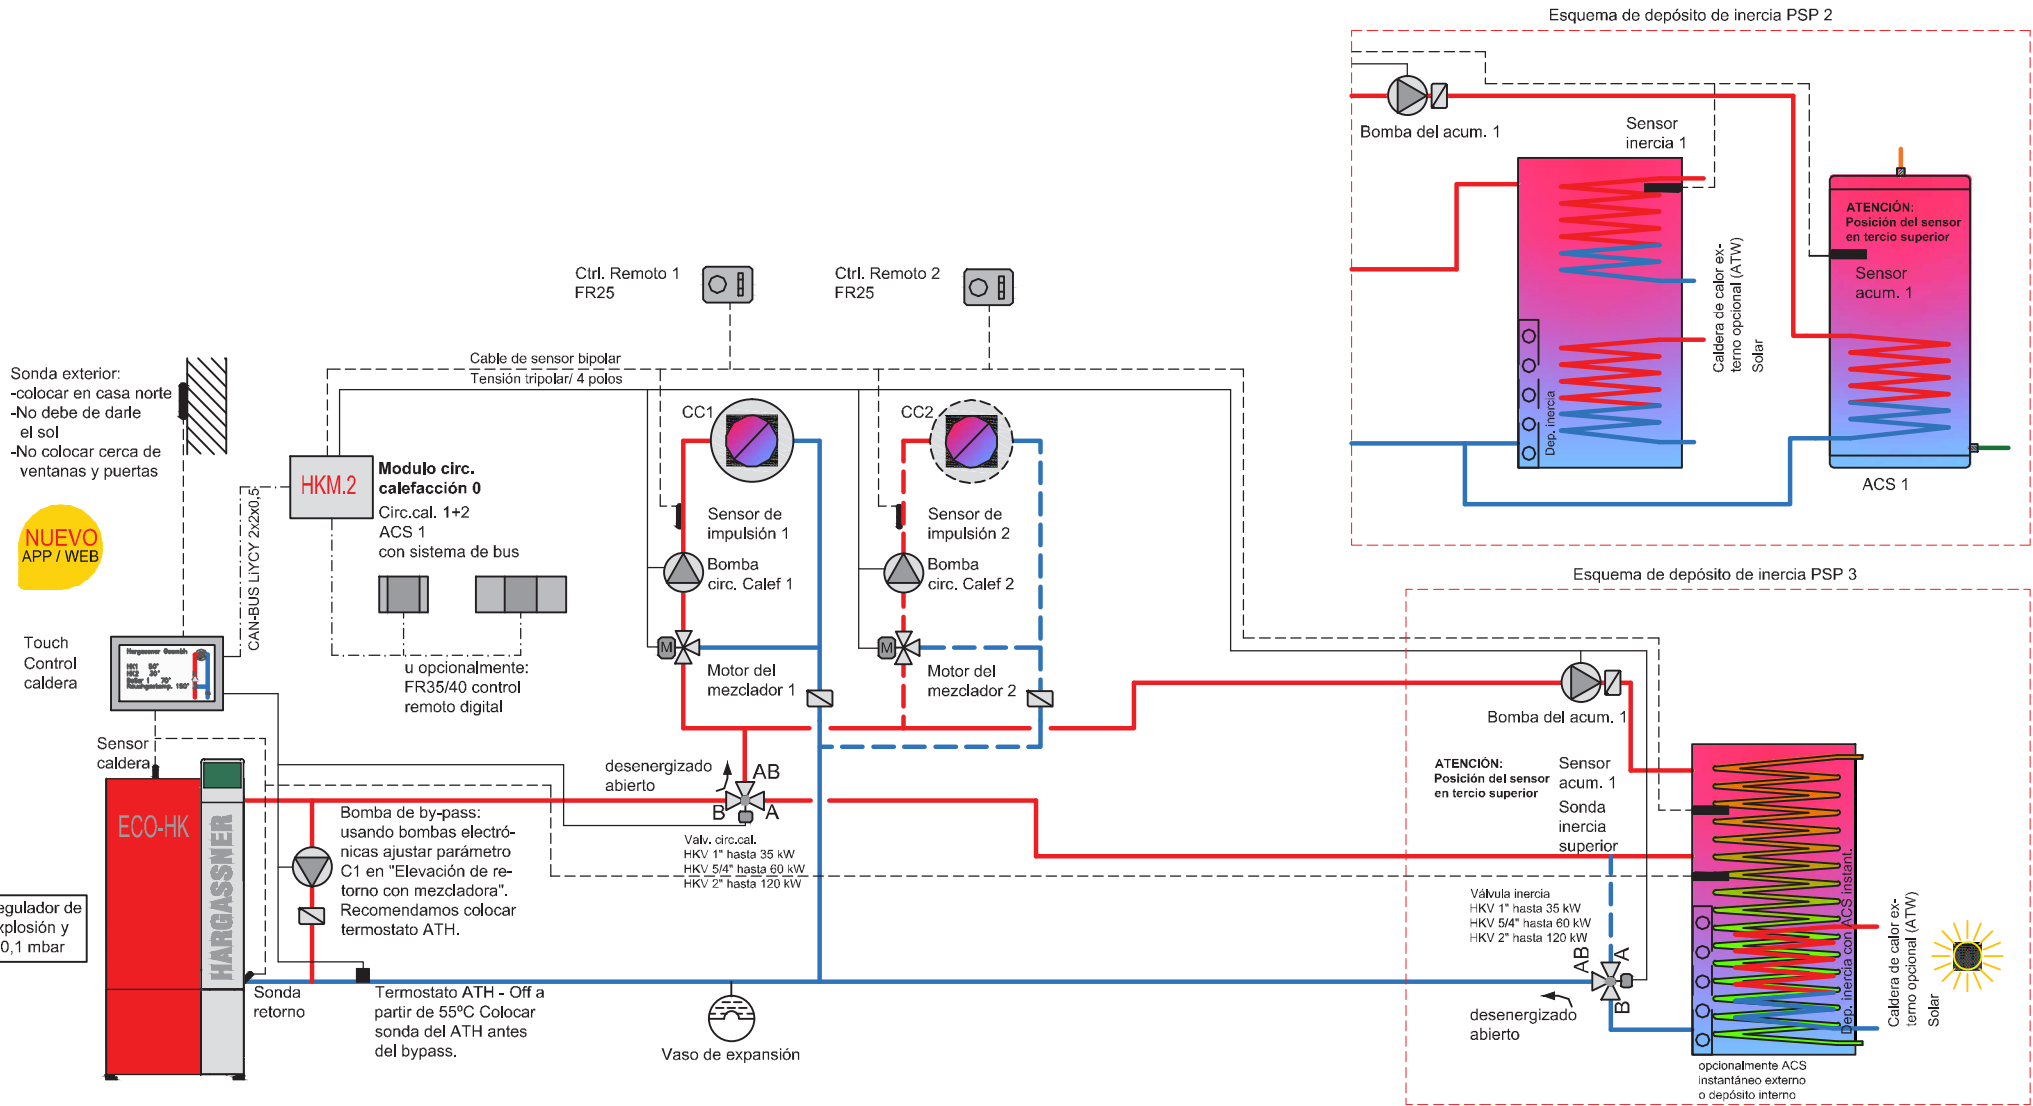 Esquema de depósito de inercia PSP 2
Bomba del acum. 1
Sensor
inercia 1
ATENCIÓN:
Posición del sensor
en tercio superior
Sensor
acum. 1
Caldera de calor ex-
terno opcional (ATW)
Solar
Dep. inercia
ACS 1
Ctrl. Remoto 1
FR25
Ctrl. Remoto 2
FR25
Cable de sensor bipolar
Tensión tripolar/ 4 polos
Sonda exterior:
-colocar en casa norte
-No debe de darle
el sol
-No colocar cerca de
ventanas y puertas
NUEVO
APP / WEB
CAN-BUS LiYCY 2x2x0,5
HKM.2
Modulo circ.
calefacción 0
Circ.cal. 1+2
ACS 1
con sistema de bus
u opcionalmente:
FR35/40 control
remoto digital
CC1
Sensor de
impulsión 1
Bomba
circ. Calef 1
M
Motor del
mezclador 1
CC2
Sensor de
impulsión 2
Bomba
circ. Calef 2
M
Motor del
mezclador 2
Touch
Control
caldera
HK1 50°
HK2 30°
Sensor
caldera
ECO-HK
HARGASSNER
egulador de
xplosión y
0,1 mbar
Bomba de by-pass:
usando bombas electró-
nicas ajustar parámetro
C1 en "Elevación de re-
torno con mezcladora".
Recomendamos colocar
termostato ATH.
Sonda
retorno
Termostato ATH - Off a
partir de 55ºC Colocar
sonda del ATH antes
del bypass.
desenergizado
abierto
AB
B
A
Valv. circ.cal.
HKV 1" hasta 35 kW
HKV 5/4" hasta 60 kW
HKV 2" hasta 120 kW
Vaso de expansión
Esquema de depósito de inercia PSP 3
Bomba del acum. 1
ATENCIÓN:
Posición del sensor
en tercio superior
Sensor
acum. 1
Sonda
inercia
superior
Válvula inercia
HKV 1" hasta 35 kW
HKV 5/4" hasta 60 kW
HKV 2" hasta 120 kW
AB
A
B
desenergizado
abierto
Dep. inercia con ACS instant.
Caldera de calor ex-
terno opcional (ATW)
Solar
opcionalmente ACS
instantáneo externo
o depósito interno